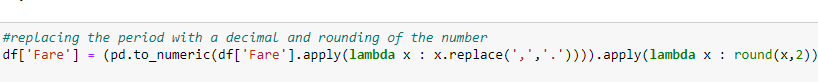 #replacing the period with a decimal and rounding of the number
df['Fare'] = (pd.to_numeric(df['Fare'].apply(lambda x : x.replace(',','.')))).apply(lambda x : round(x,2))